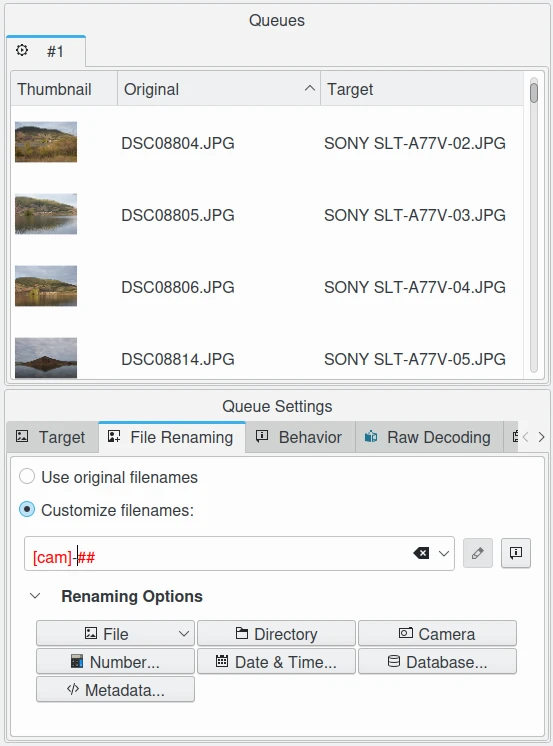 Queues
#1
Thumbnail Original Target
DSC08804.JPG SONY SLT-A77V-02.JPG
DSC08805.JPG SONY SLT-A77V-03.JPG
DSC08806.JPG SONY SLT-A77V-04.JPG
DSC08814.JPG SONY SLT-A77V-05.JPG
Queue Settings
Target File Renaming Behavior Raw Decoding
Use original filenames
Customize filenames:
[cam]-##
Renaming Options
File Directory Camera
Number... Date & Time... Database...
Metadata...